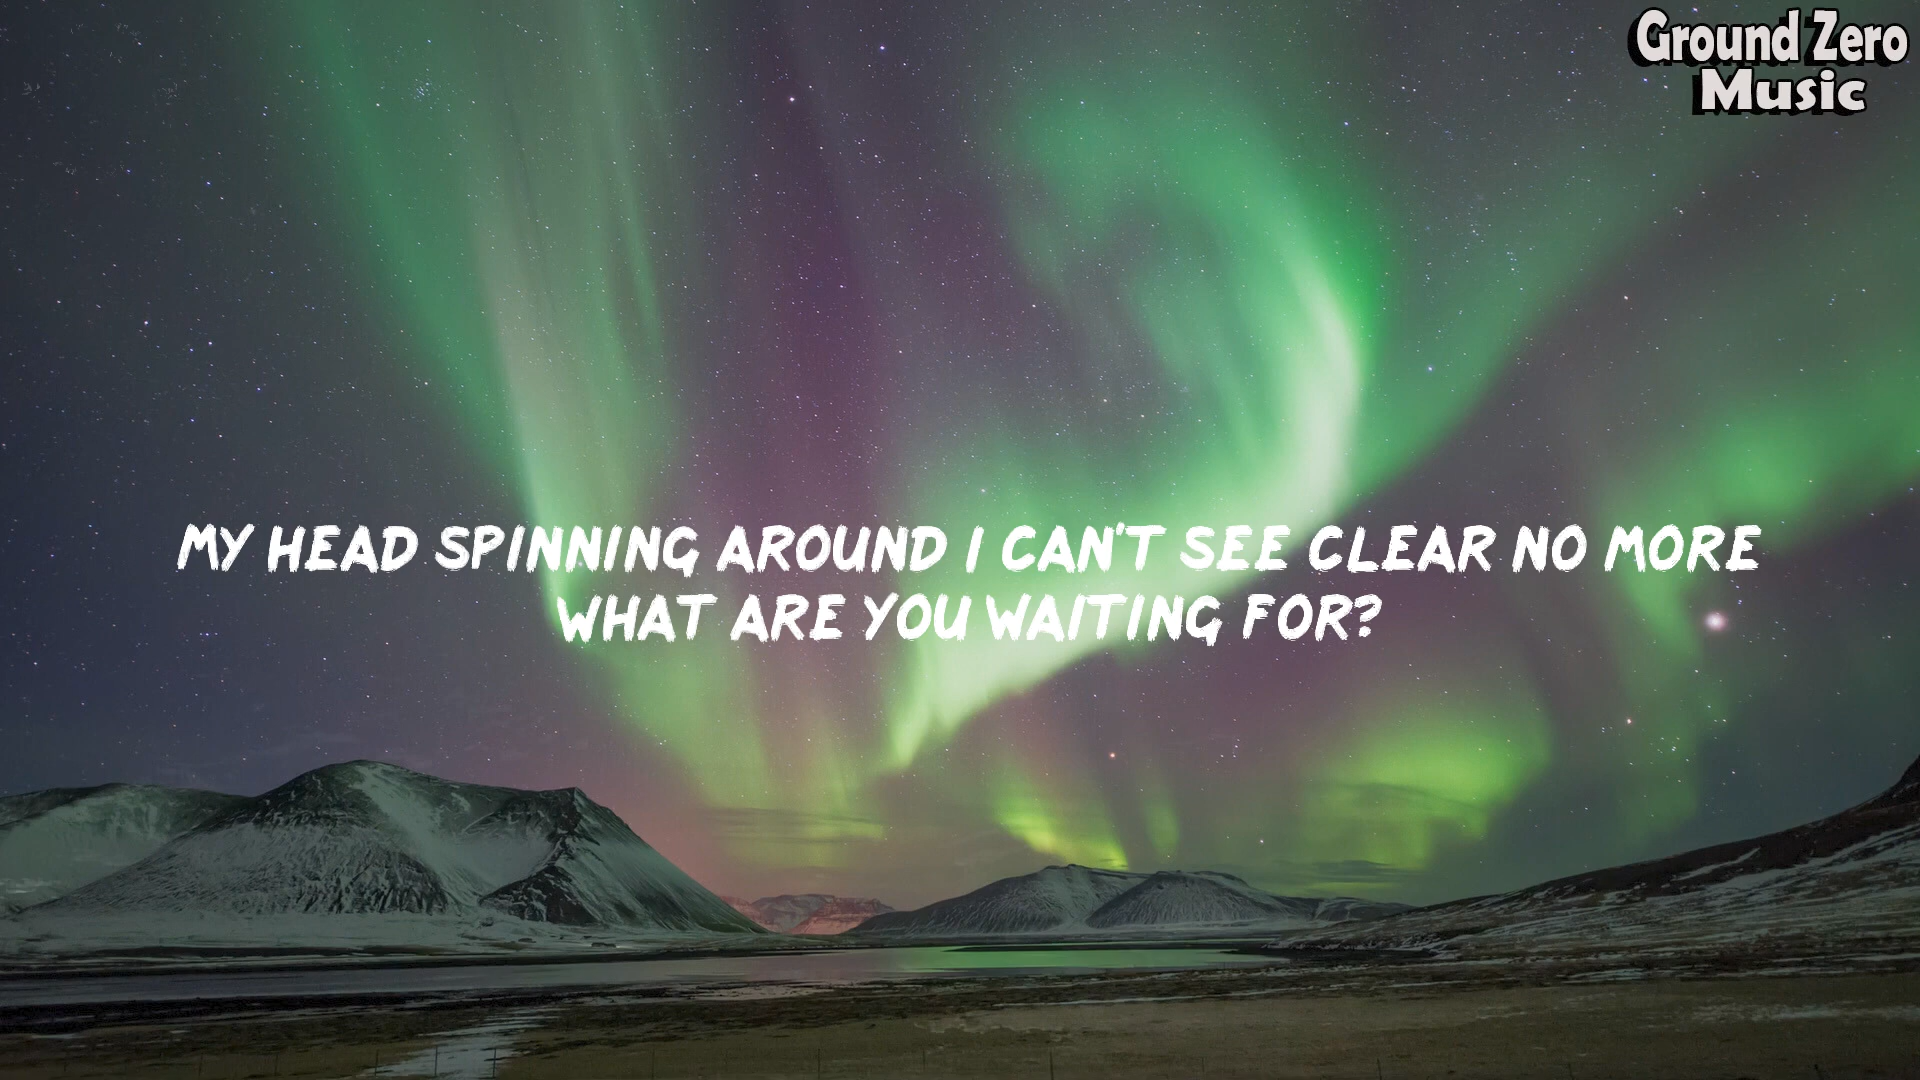 Ground Zero
Music
MY HEAD SPINNING AROUND I CAN'T SEE CLEAR NO MORE
WHAT ARE YOU WAITING FOR?